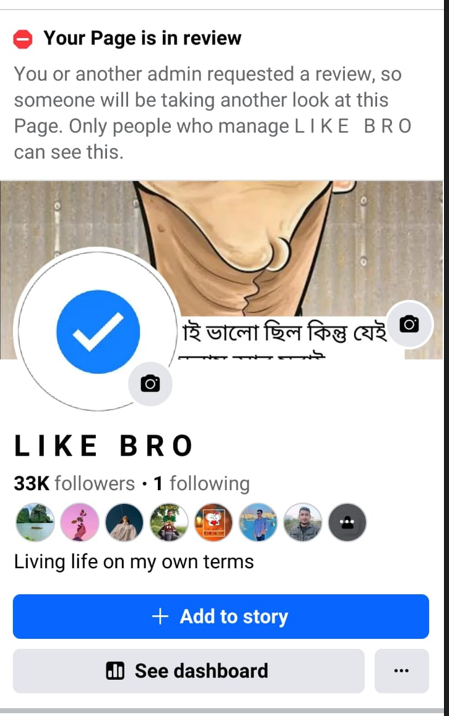 Your Page is in review
You or another admin requested a review, so
someone will be taking another look at this
Page. Only people who manage L I K E   B R O
can see this.
াই ভালো ছিল কিন্তু যেই
L I K E   B R O
33K followers • 1 following
Living life on my own terms
+ Add to story
See dashboard